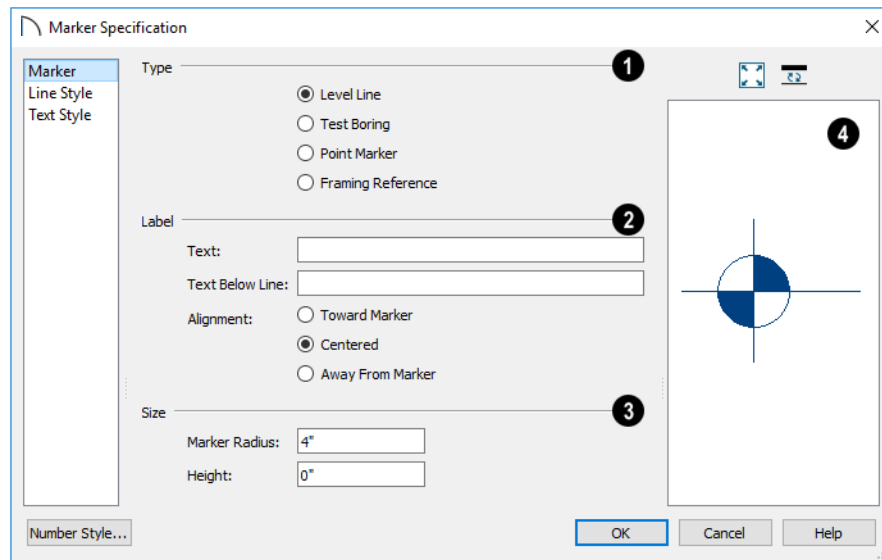 Marker Specification
Marker
Line Style
Text Style
Type 1
Level Line
Test Boring
Point Marker
Framing Reference
Label 2
Text:
Text Below Line:
Alignment: Toward Marker
Centered
Away From Marker
Size 3
Marker Radius: 4"
Height: 0"
4
Number Style... OK Cancel Help